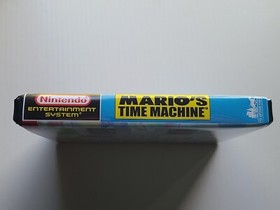 Nintendo
ENTERTAINMENT
SYSTEM
MARIO'S
TIME MACHINE